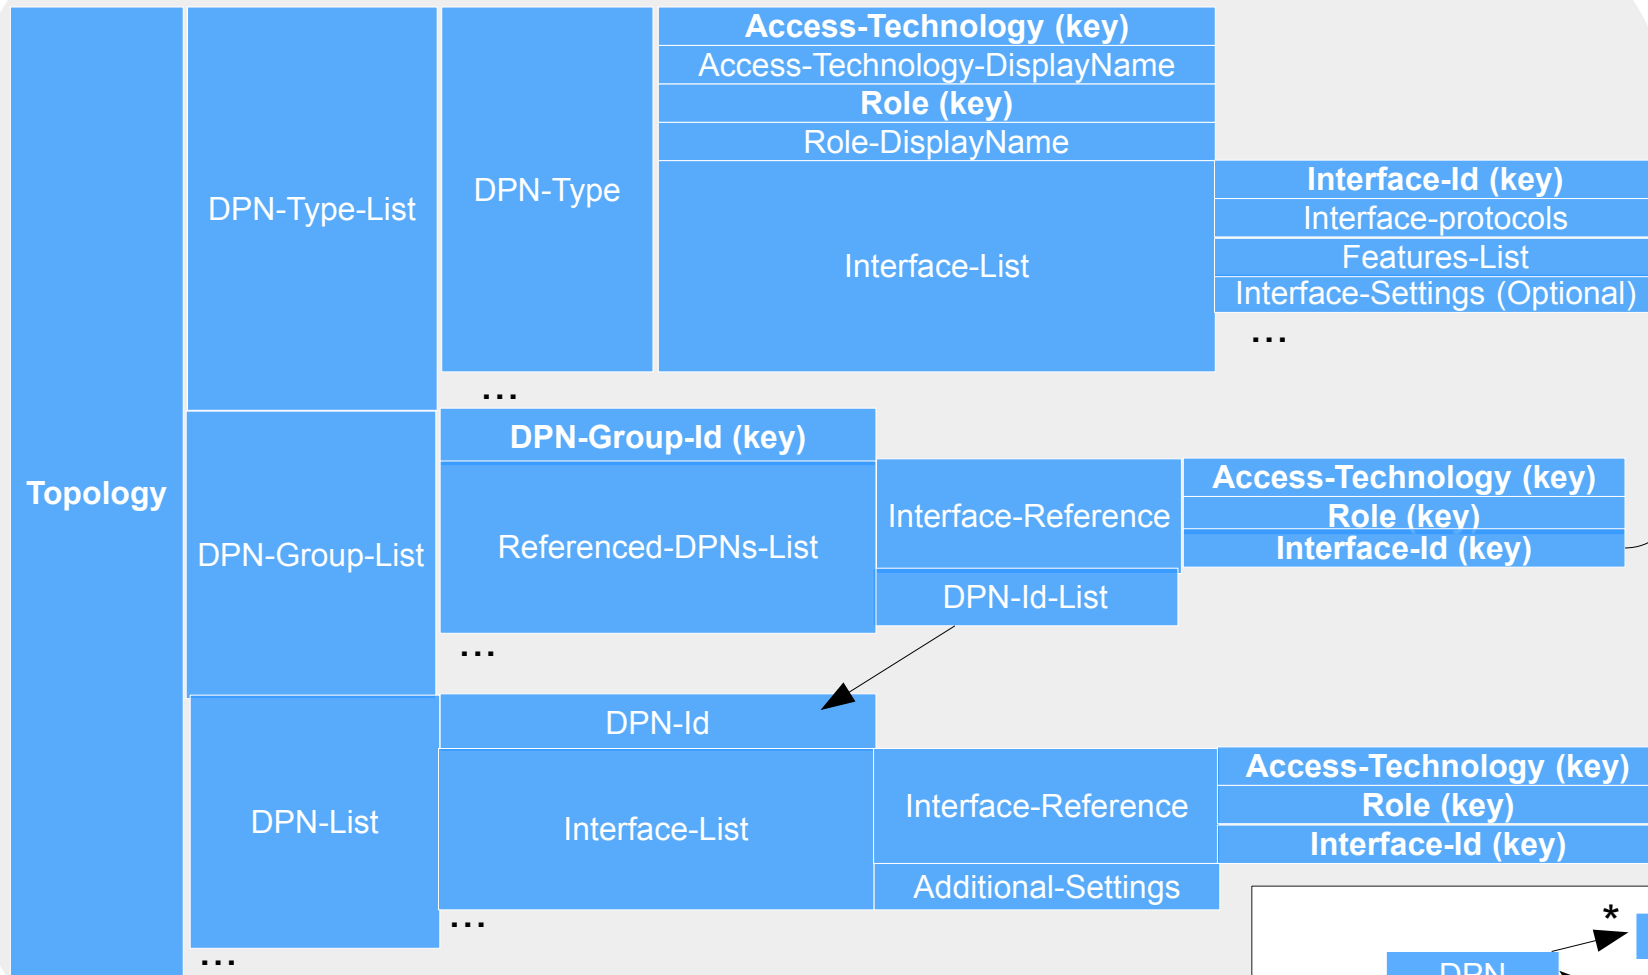 Topology
DPN-Type-List
DPN-Type
Access-Technology (key)
Access-Technology-DisplayName
Role (key)
Role-DisplayName
Interface-List
Interface-Id (key)
Interface-protocols
Features-List
Interface-Settings (Optional)
...
...
DPN-Group-List
DPN-Group-Id (key)
Referenced-DPNs-List
Interface-Reference
Access-Technology (key)
Role (key)
Interface-Id (key)
DPN-Id-List
...
DPN-List
DPN-Id
Interface-List
Interface-Reference
Access-Technology (key)
Role (key)
Interface-Id (key)
Additional-Settings
...
...
*
DPN